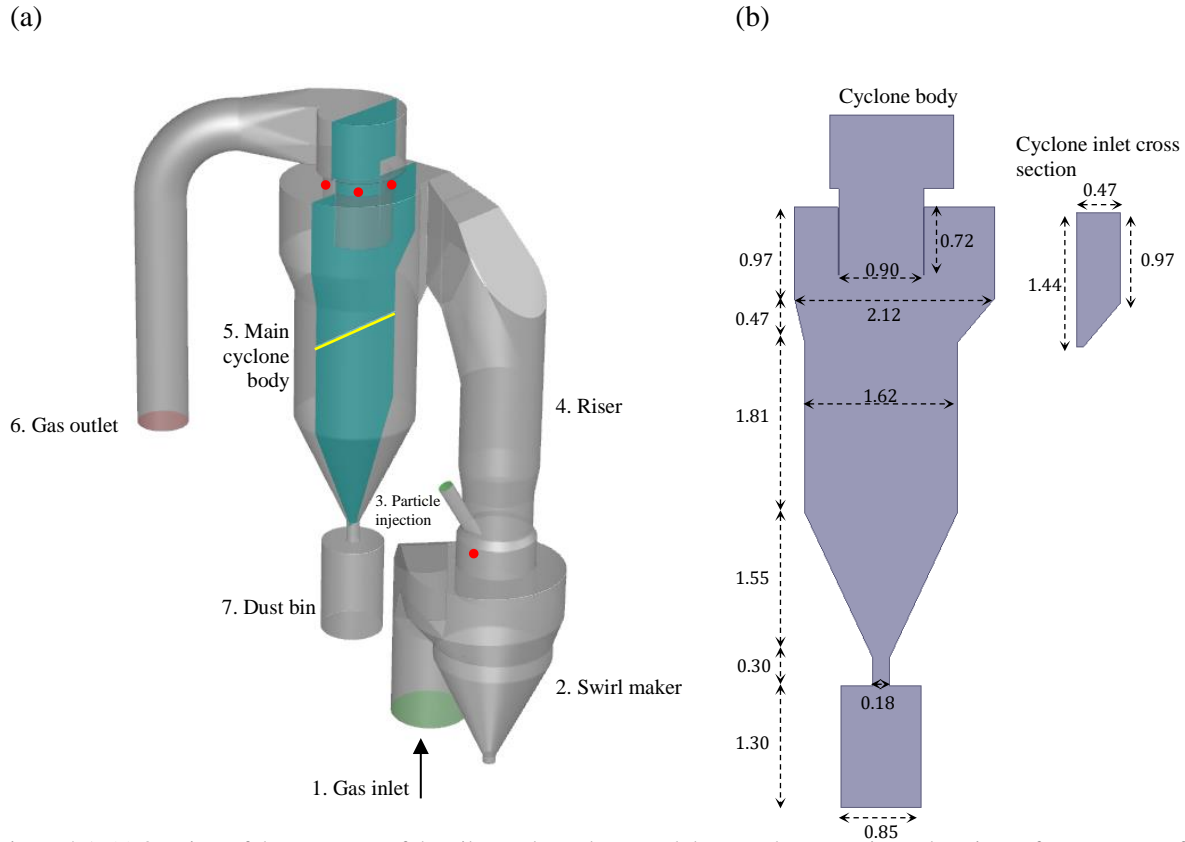 (a)
(b)
Cyclone body
Cyclone inlet cross
section
0.47
0.97
0.72
0.90
0.97
1.44
2.12
0.47
5. Main
cyclone
body
1.62
1.81
4. Riser
6. Gas outlet
3. Particle
injection
1.55
7. Dust bin
0.30
2. Swirl maker
0.18
1.30
1. Gas inlet
0.85